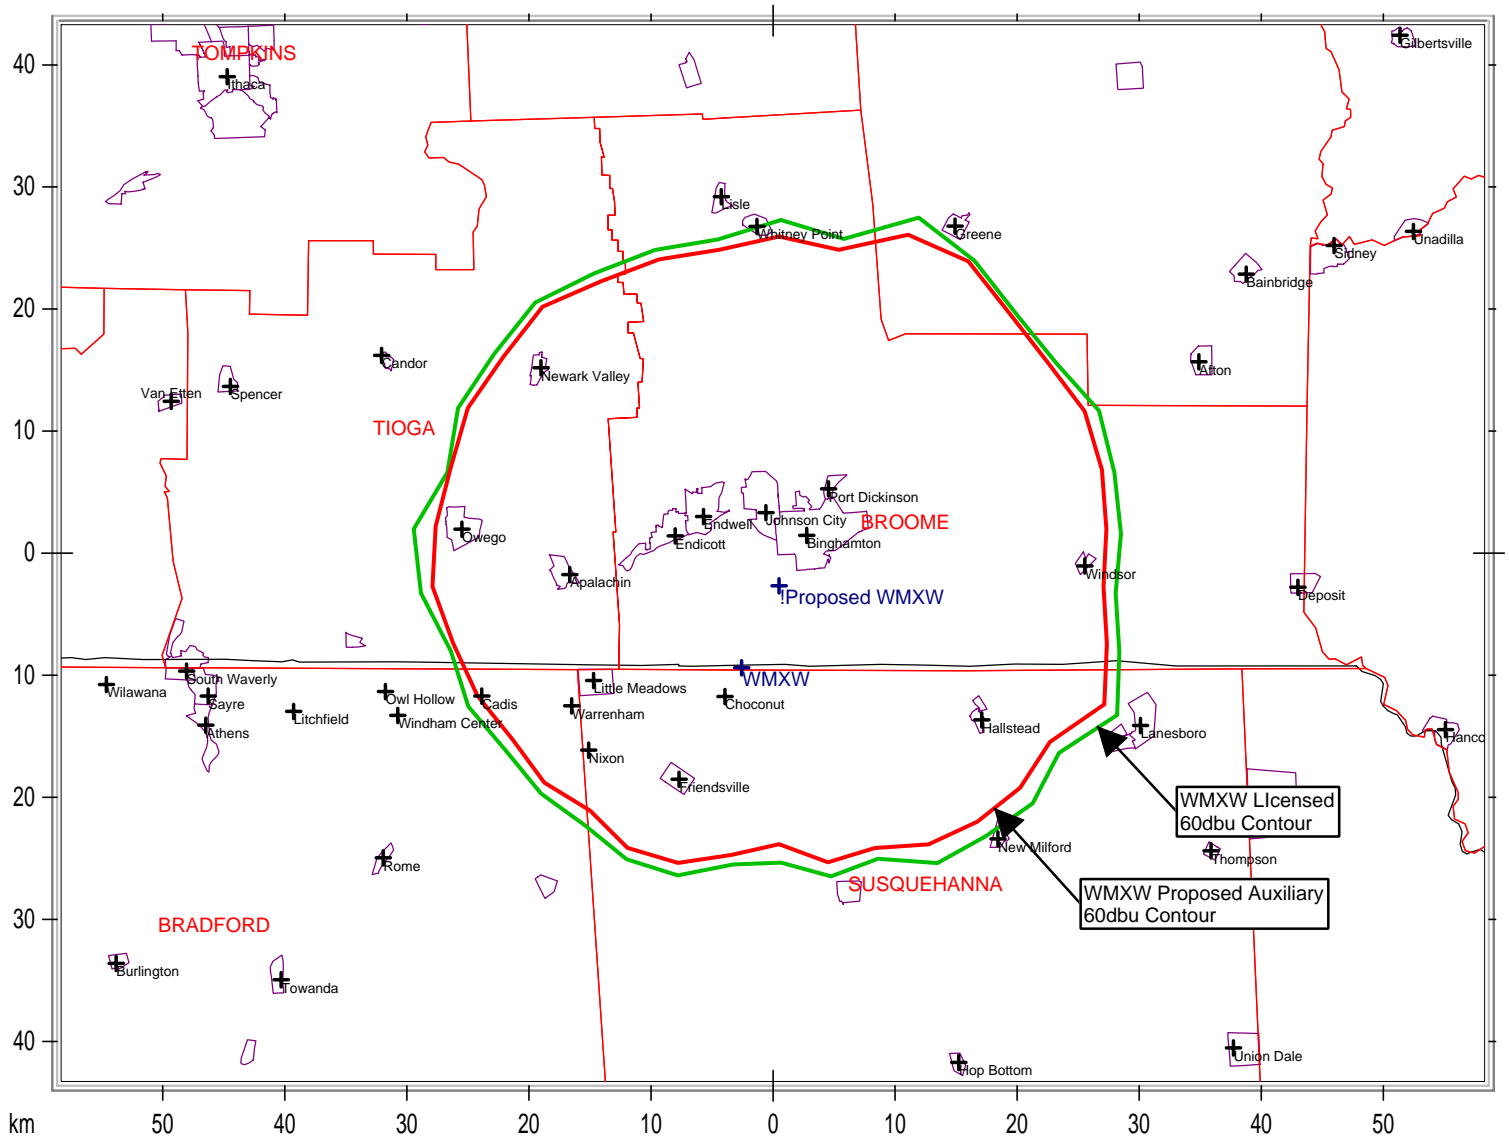 TOMPKINS
Gilbertsville
40
Ithaca
30
Lisle
Whitney Point
Greene
Unadilla
Sidney
Bainbridge
20
Candor
Newark Valley
Afton
Van Etten
Spencer
TIOGA
10
Port Dickinson
Johnson City
BROOME
Endwell
Owego
Endicott
Binghamton
0
Apalachin
Windsor
!Proposed WMXW
Deposit
10
South Waverly
WMXW
Little Meadows
Wilawana
Owl Hollow
Cadis
Choconut
Sayre
Litchfield
Windham Center
Warrenham
Athens
Hallstead
Lanesboro
Hanco
Nixon
Friendsville
20
WMXW LIcensed
60dbu Contour
New Milford
Thompson
Rome
SUSQUEHANNA
WMXW Proposed Auxiliary
60dbu Contour
30
BRADFORD
Burlington
Towanda
40
Union Dale
Hop Bottom
km
50
40
30
20
10
0
10
20
30
40
50